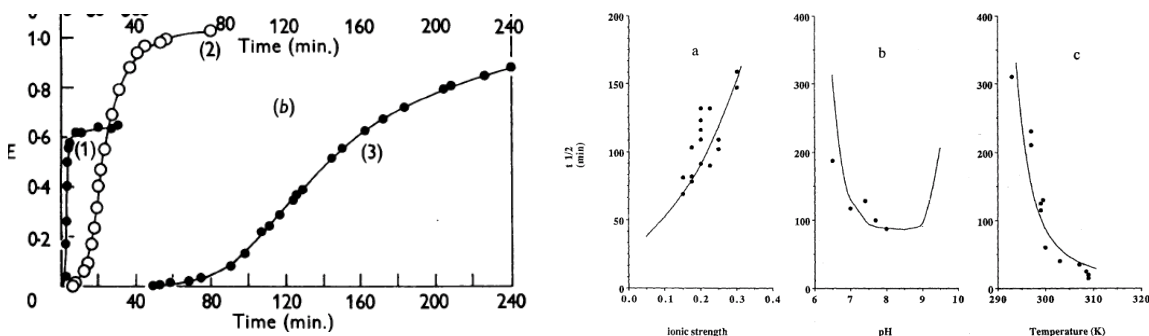 40 80 120 160 200 240
1·0
(2)
Time (min.)
0·8
(b)
0·6
(1)
(3)
0·4
0·2
0
40 80 120 160 200 240
Time (min.)
200
150
100
50
0
t 1/2
(min)
a
0.0 0.1 0.2 0.3 0.4
ionic strength
400
300
200
100
0
b
6 7 8 9 10
pH
400
300
200
100
0
c
290 300 310 320
Temperature (K)